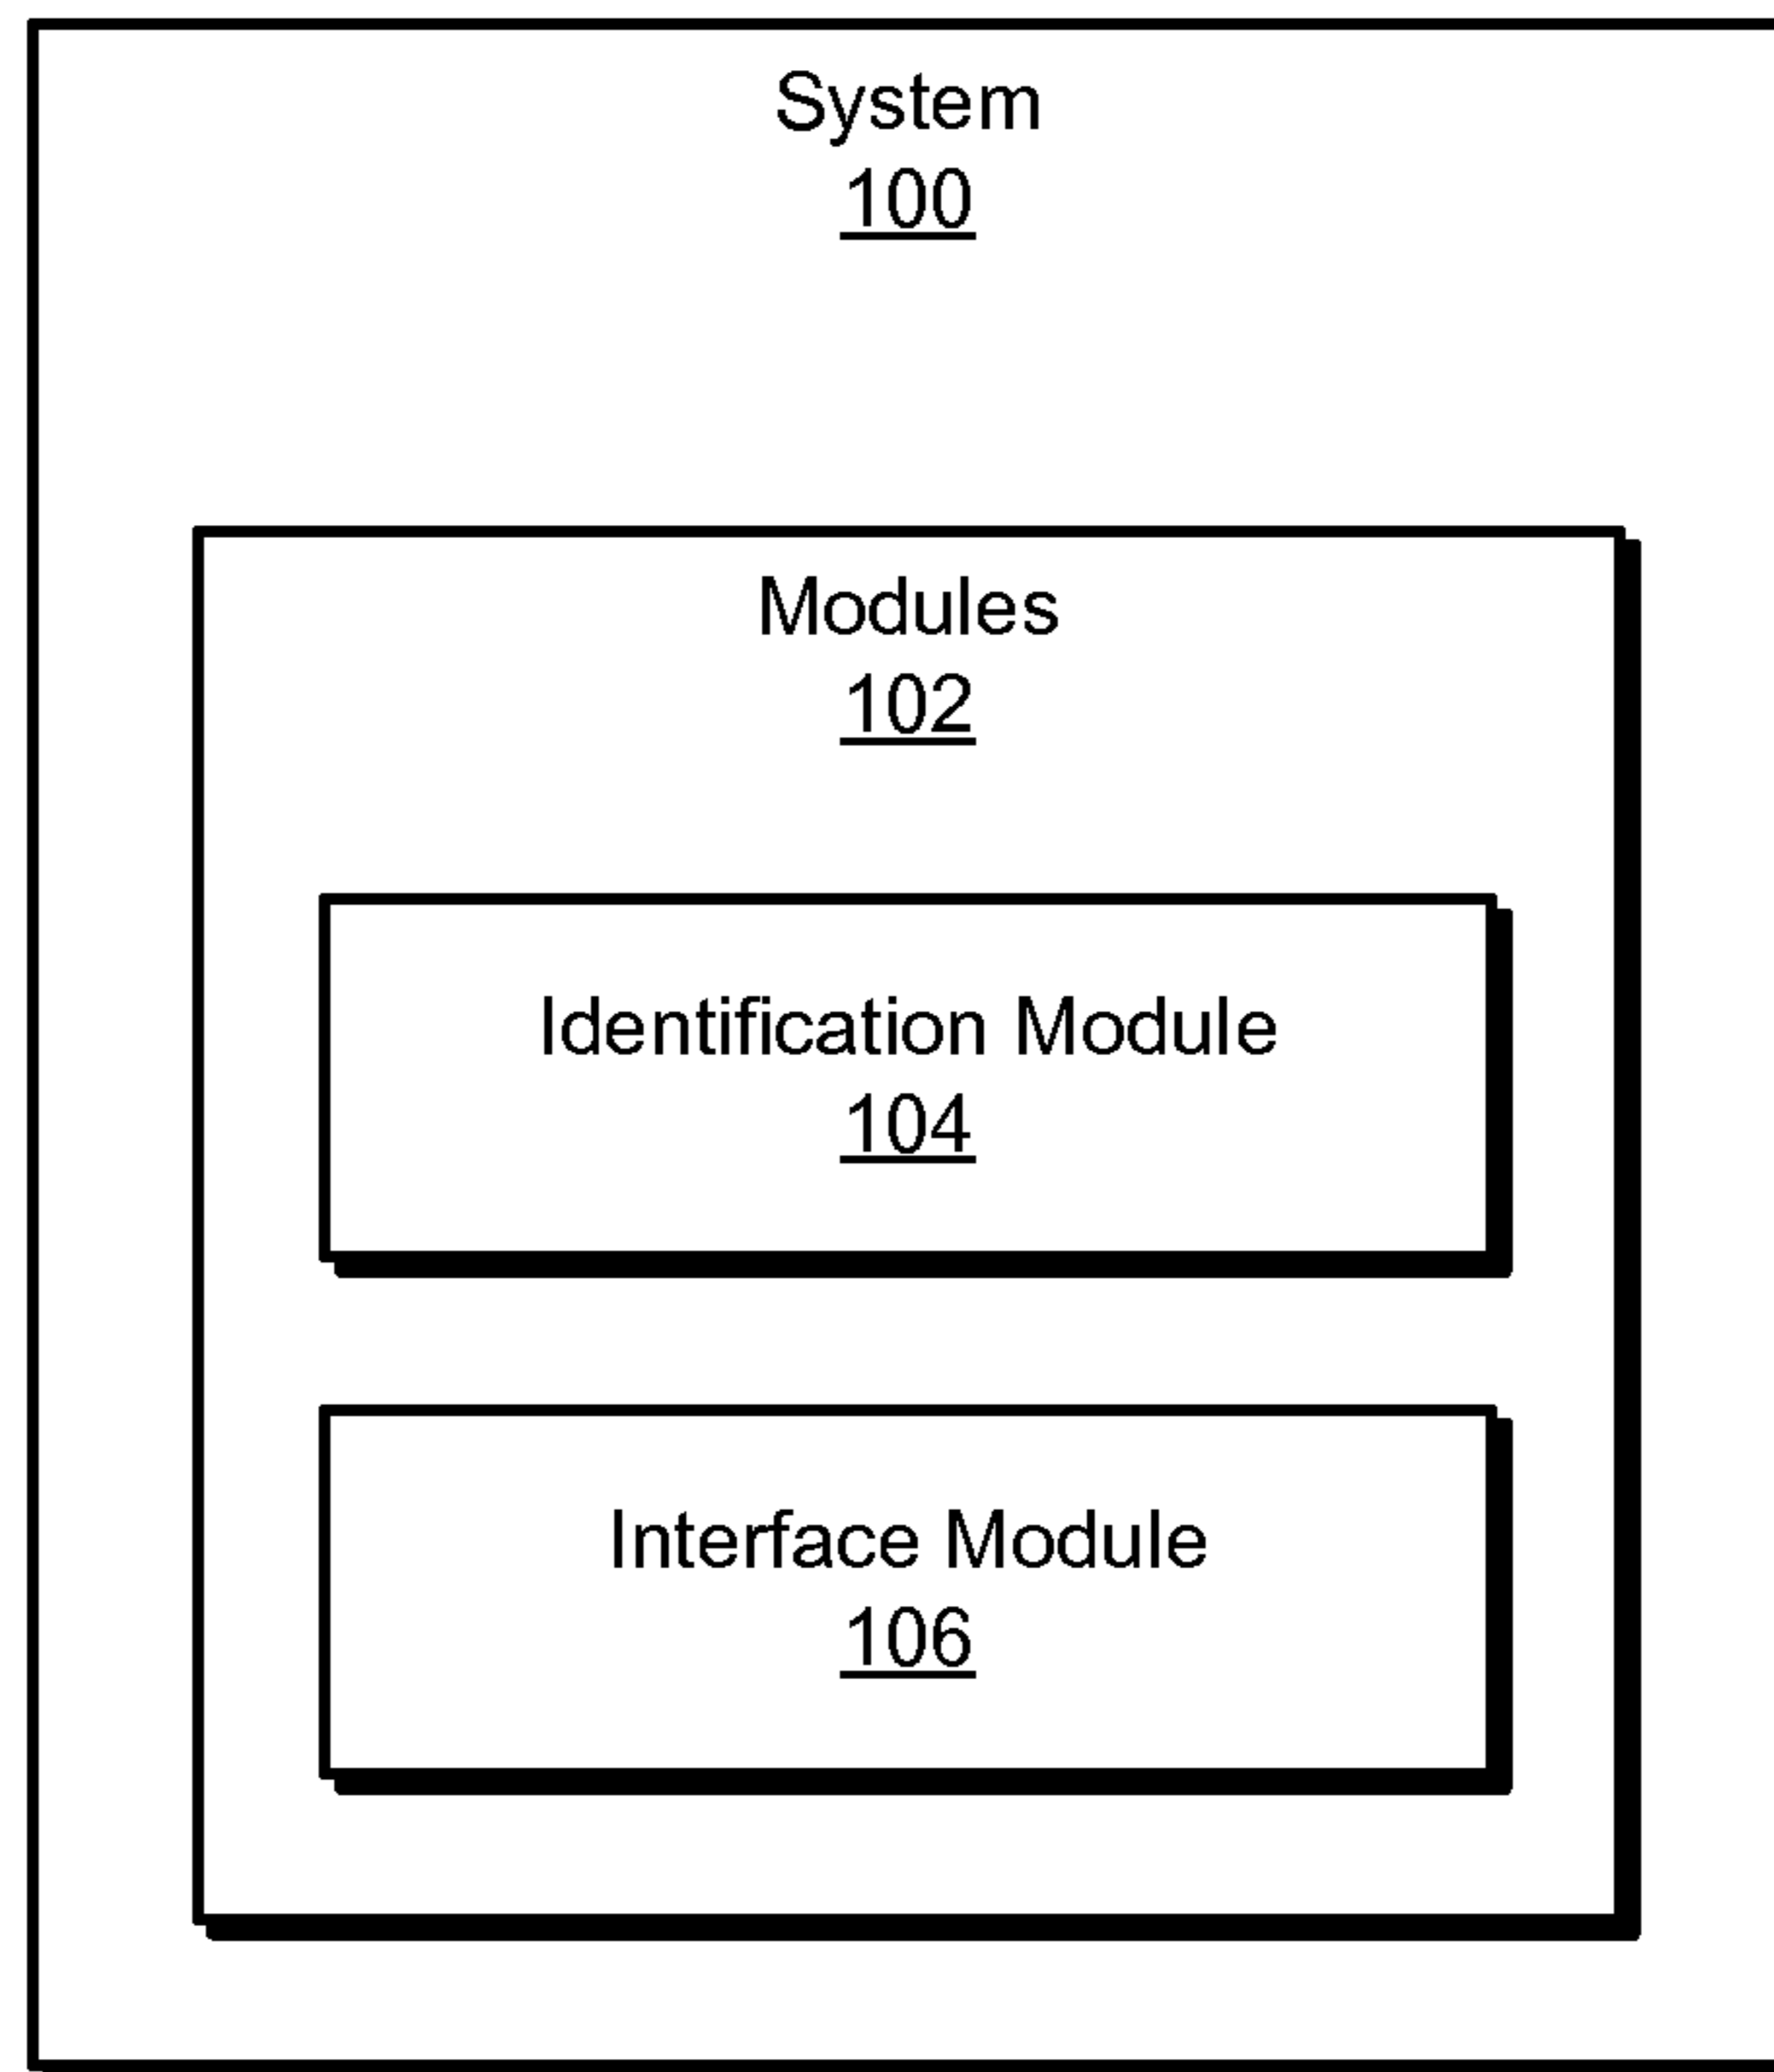 System
100
Modules
102
Identification Module
104
Interface Module
106